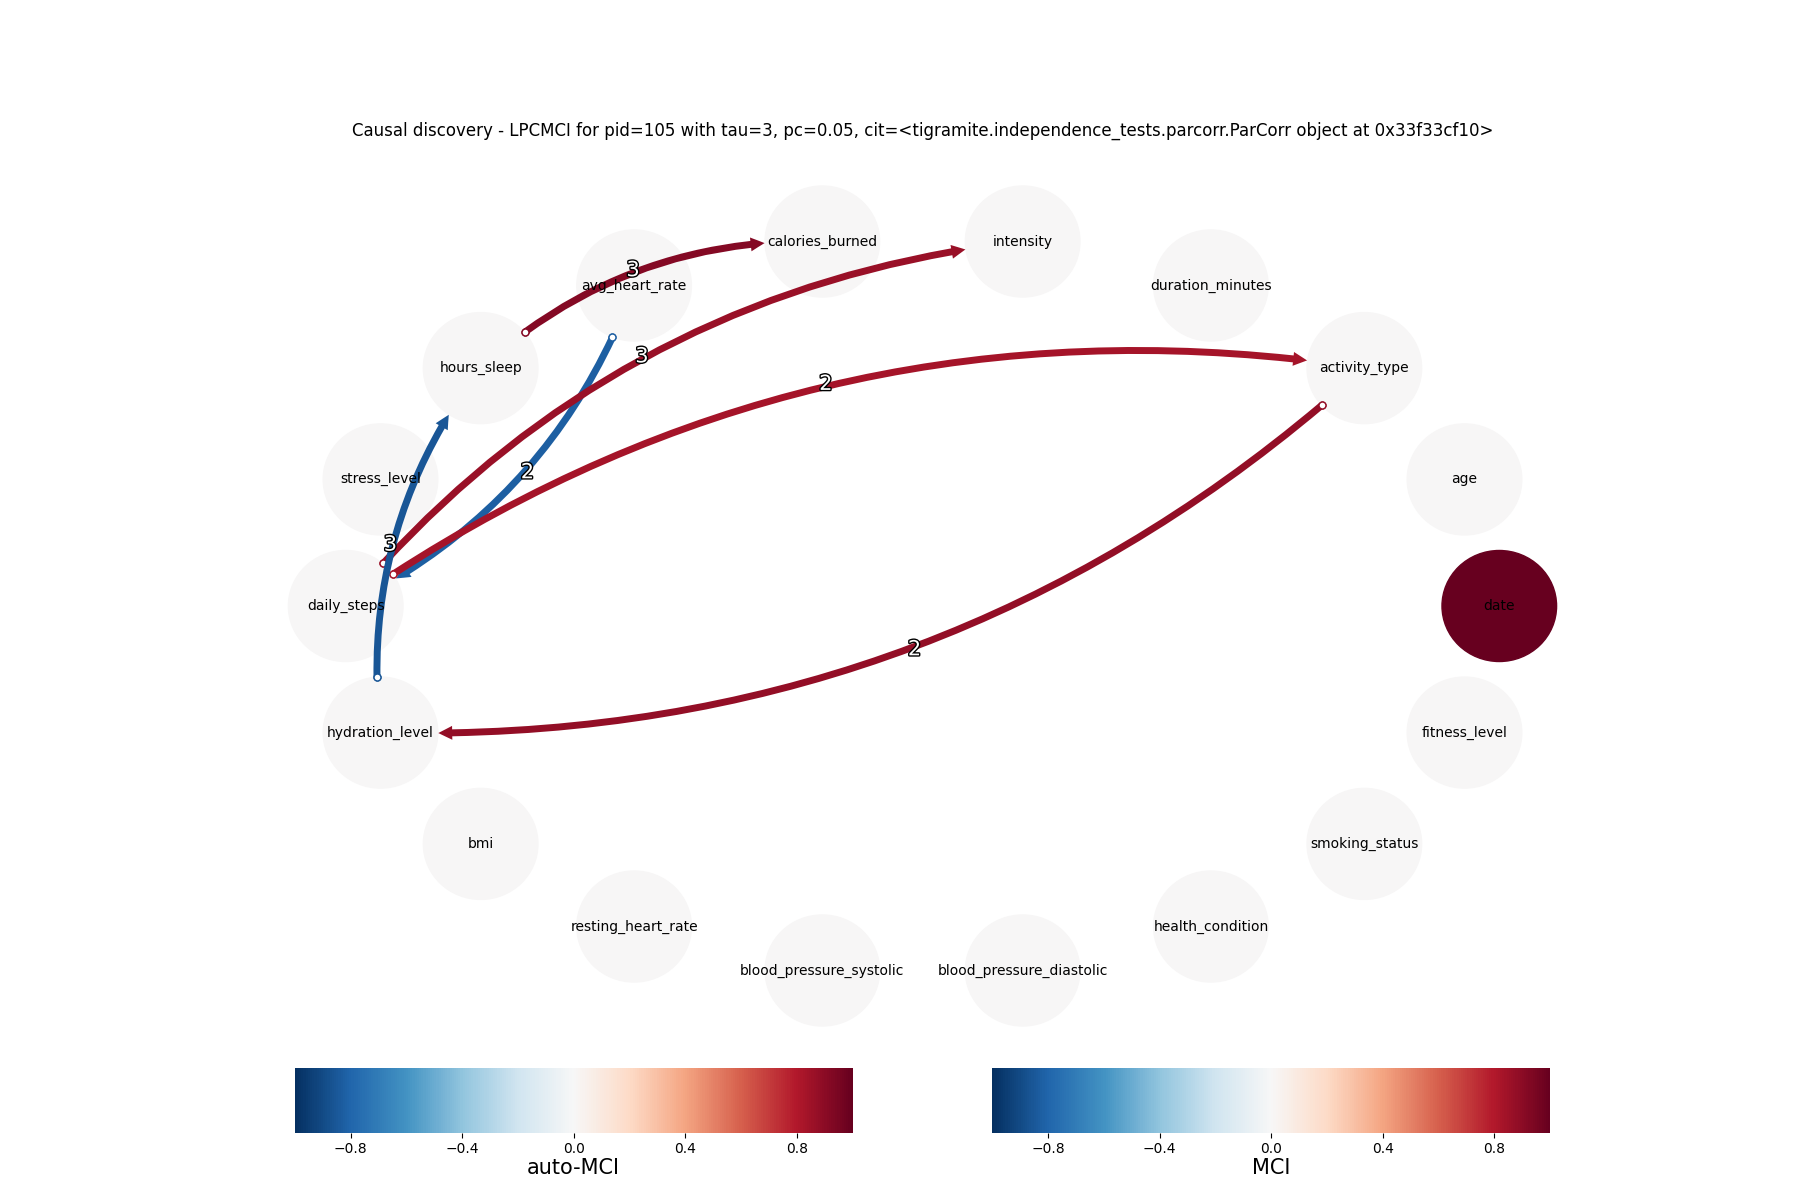 Causal discovery - LPCMCI for pid=105 with tau=3, pc=0.05, cit=<tigramite.independence_tests.parcorr.ParCorr object at 0x33f33cf10>
calories_burned
intensity
3
avg_heart_rate
duration_minutes
3
hours_sleep
2
activity_type
2
stress_level
age
3
daily_steps
date
2
hydration_level
fitness_level
bmi
smoking_status
resting_heart_rate
health_condition
blood_pressure_systolic
blood_pressure_diastolic
−0.8 −0.4 0.0 0.4 0.8
auto-MCI
−0.8 −0.4 0.0 0.4 0.8
MCI